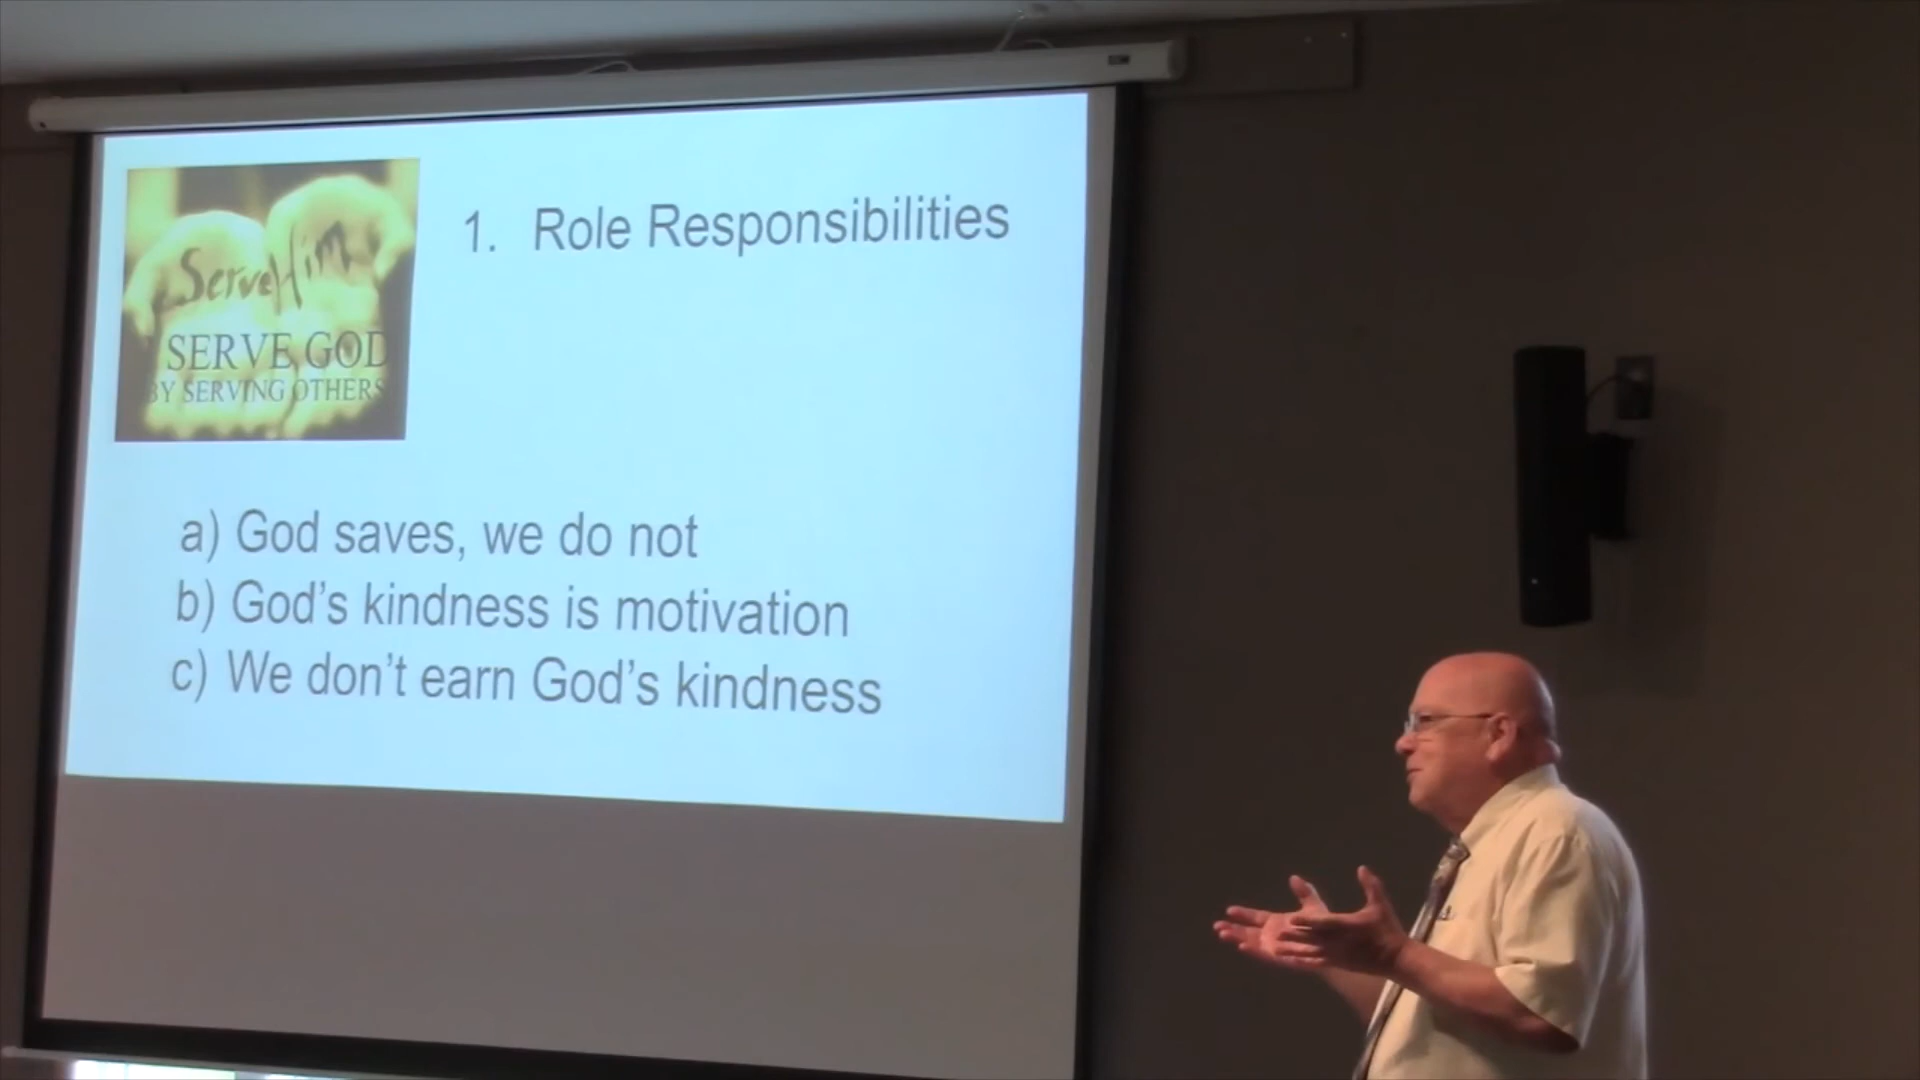 Serve Him
SERVE GOD
BY SERVING OTHERS
1. Role Responsibilities
a) God saves, we do not
b) God's kindness is motivation
c) We don't earn God's kindness